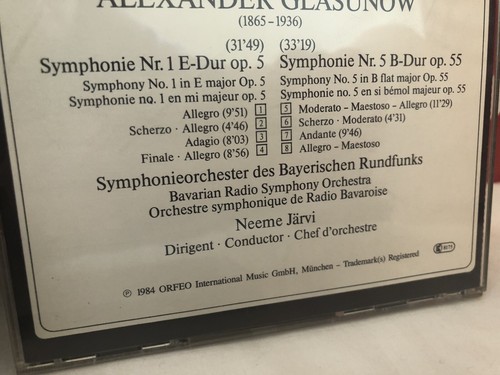 ALEXANDER GLASUNOW
(1865 - 1936)
(31'49) (33'19)
Symphonie Nr. 1 E-Dur op. 5 Symphonie Nr. 5 B-Dur op. 55
Symphony No. 1 in E major Op. 5 Symphony No. 5 in B flat major Op. 55
Symphonie no. 1 en mi majeur op. 5 Symphonie no. 5 en si bémol majeur op. 55
Allegro (9'51) 1 5 Moderato - Maestoso - Allegro (11'29)
Scherzo · Allegro (4'46) 2 6 Scherzo · Moderato (4'31)
Adagio (8'03) 3 7 Andante (9'46)
Finale · Allegro (8'56) 4 8 Allegro - Maestoso
Symphonieorchester des Bayerischen Rundfunks
Bavarian Radio Symphony Orchestra
Orchestre symphonique de Radio Bavaroise
Neeme Järvi
Dirigent · Conductor · Chef d'orchestre
℗ 1984 ORFEO International Music GmbH, München - Trademark(s) Registered